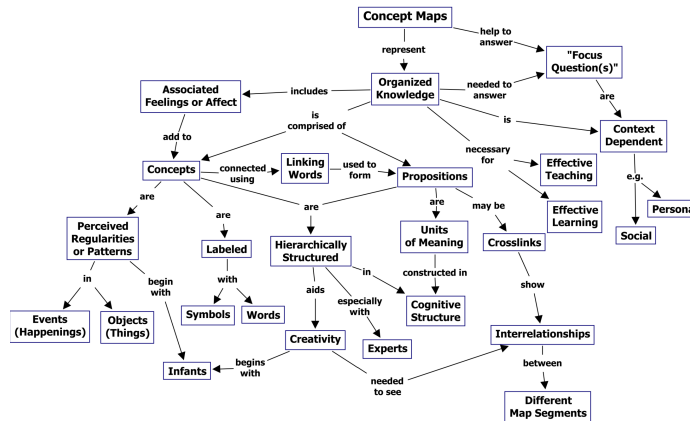 Concept Maps
help to
answer
represent
"Focus
Question(s)"
Associated
Feelings or Affect
includes
Organized
Knowledge
needed to
answer
are
add to
is
comprised of
is
Context
Dependent
Concepts
connected
using
Linking
Words
used to
form
Propositions
necessary
for
Effective
Teaching
e.g.
are
are
are
are
may be
Effective
Learning
Social
Persona
Perceived
Regularities
or Patterns
Labeled
Hierarchically
Structured
Units
of Meaning
Crosslinks
in
begin
with
with
aids
in
especially
with
constructed in
show
Events
(Happenings)
Objects
(Things)
Symbols
Words
Cognitive
Structure
Creativity
Experts
Interrelationships
Infants
begins
with
needed
to see
between
Different
Map Segments